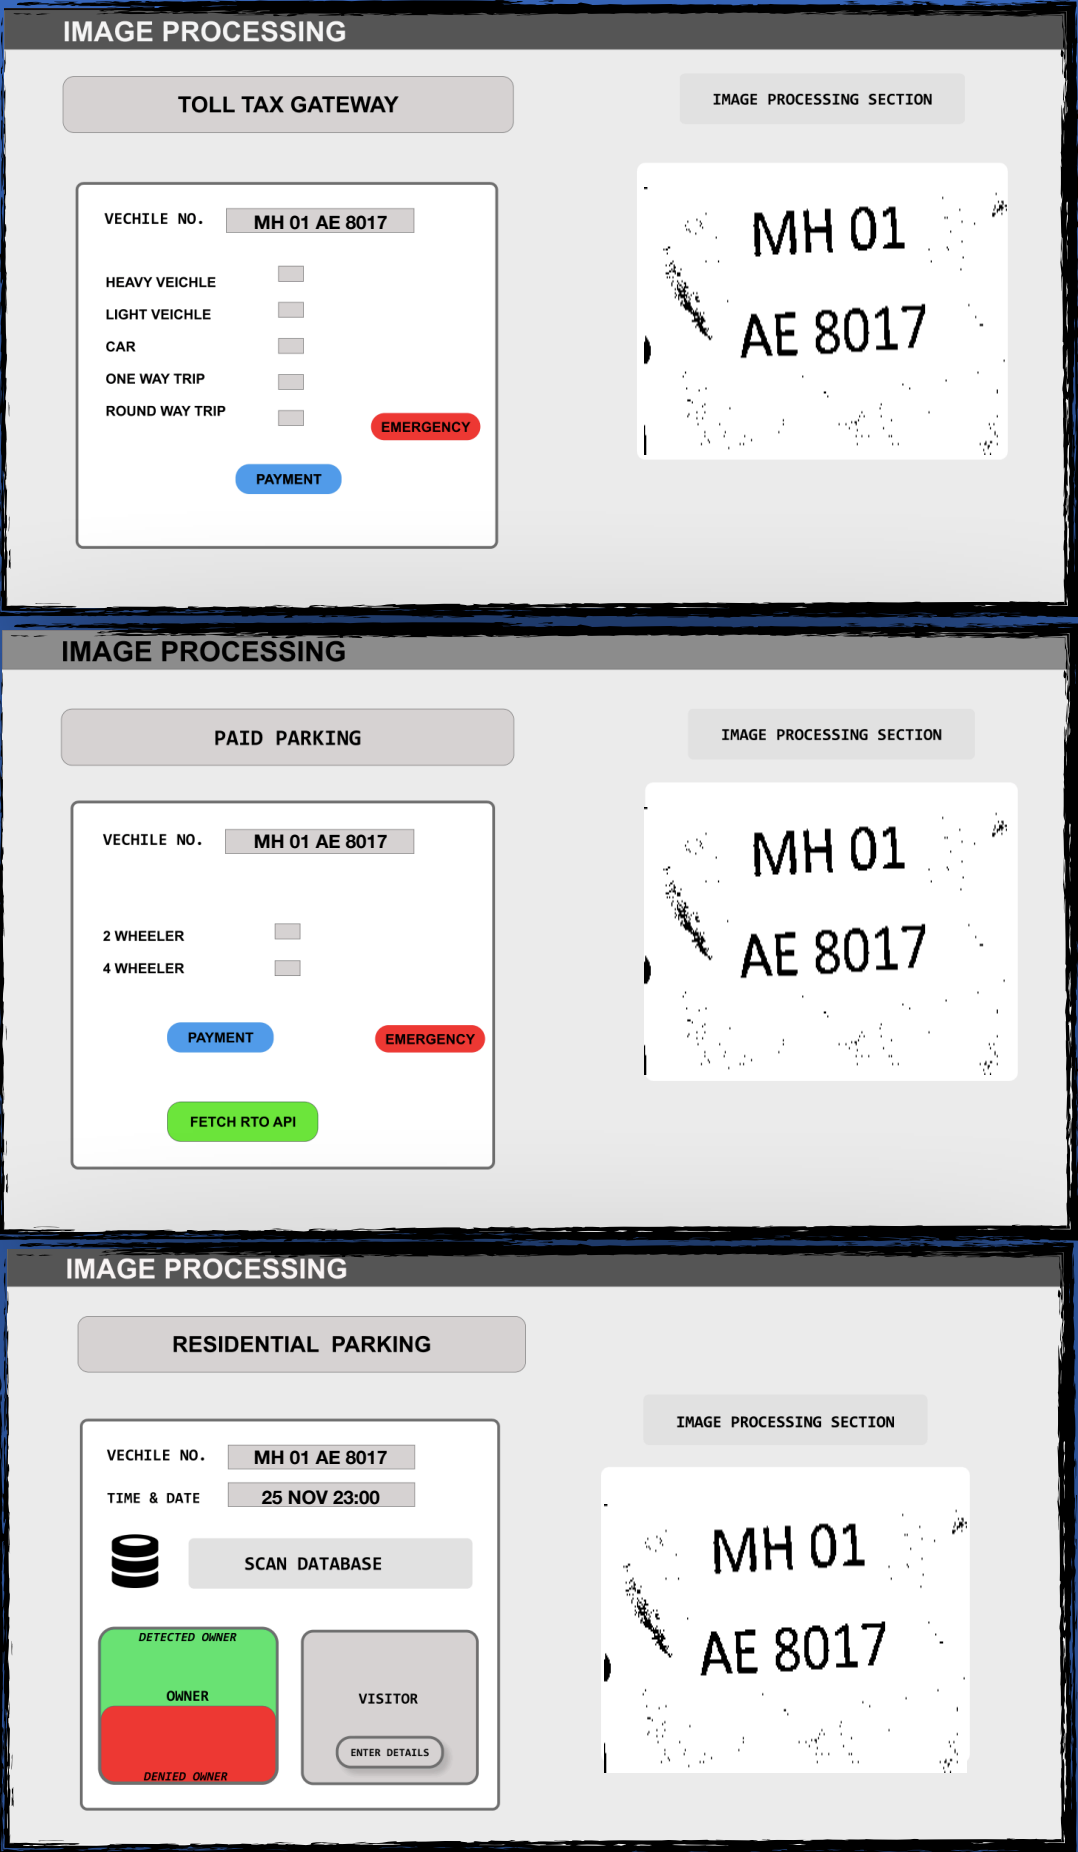 IMAGE PROCESSING
TOLL TAX GATEWAY
IMAGE PROCESSING SECTION
VECHILE NO.
MH 01 AE 8017
HEAVY VEICHLE
LIGHT VEICHLE
CAR
ONE WAY TRIP
ROUND WAY TRIP
EMERGENCY
PAYMENT
MH 01
AE 8017
IMAGE PROCESSING
PAID PARKING
IMAGE PROCESSING SECTION
VECHILE NO.
MH 01 AE 8017
2 WHEELER
4 WHEELER
PAYMENT
EMERGENCY
FETCH RTO API
MH 01
AE 8017
IMAGE PROCESSING
RESIDENTIAL PARKING
IMAGE PROCESSING SECTION
VECHILE NO.
MH 01 AE 8017
TIME & DATE
25 NOV 23:00
SCAN DATABASE
DETECTED OWNER
OWNER
DENIED OWNER
VISITOR
ENTER DETAILS
MH 01
AE 8017